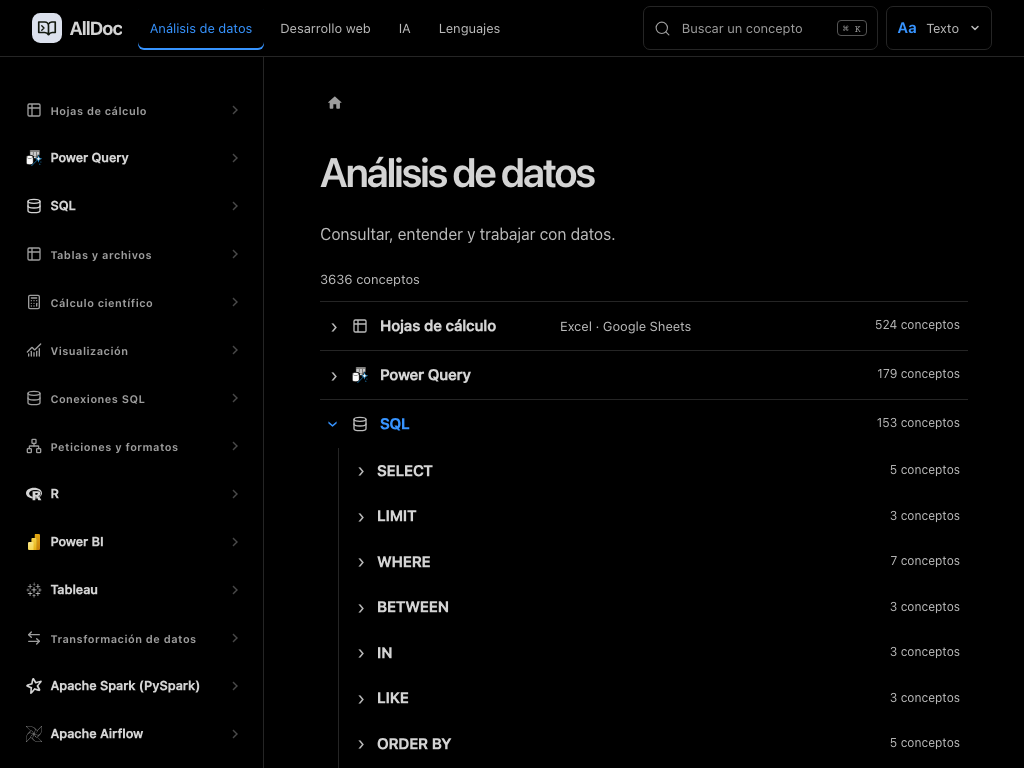 AllDoc
Análisis de datos
Desarrollo web
IA
Lenguajes
Buscar un concepto
⌘ K
Aa Texto
Hojas de cálculo
Power Query
SQL
Tablas y archivos
Cálculo científico
Visualización
Conexiones SQL
Peticiones y formatos
R
Power BI
Tableau
Transformación de datos
Apache Spark (PySpark)
Apache Airflow
Análisis de datos
Consultar, entender y trabajar con datos.
3636 conceptos
Hojas de cálculo Excel · Google Sheets 524 conceptos
Power Query 179 conceptos
SQL 153 conceptos
SELECT 5 conceptos
LIMIT 3 conceptos
WHERE 7 conceptos
BETWEEN 3 conceptos
IN 3 conceptos
LIKE 3 conceptos
ORDER BY 5 conceptos